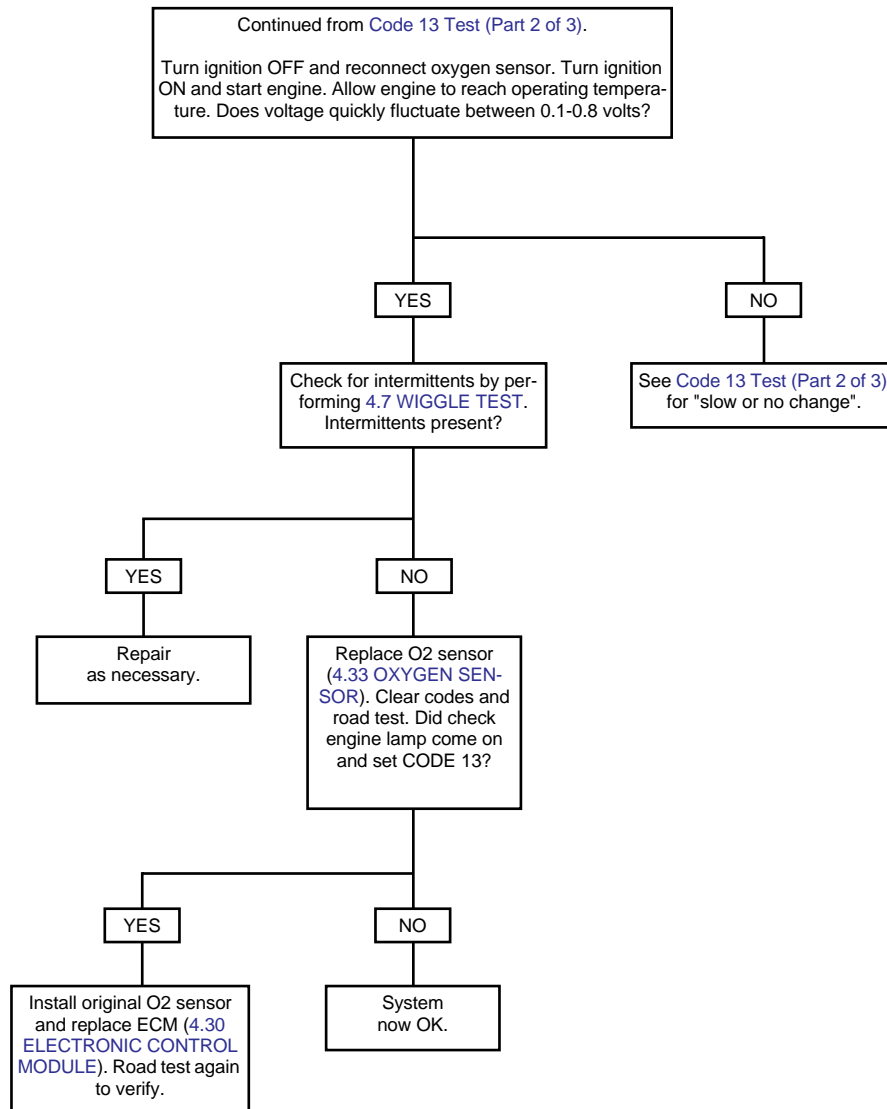 Continued from Code 13 Test (Part 2 of 3).
Turn ignition OFF and reconnect oxygen sensor. Turn ignition
ON and start engine. Allow engine to reach operating tempera-
ture. Does voltage quickly fluctuate between 0.1-0.8 volts?
YES
NO
Check for intermittents by per-
forming 4.7 WIGGLE TEST.
Intermittents present?
See Code 13 Test (Part 2 of 3)
for "slow or no change".
YES
NO
Repair
as necessary.
Replace O2 sensor
(4.33 OXYGEN SEN-
SOR). Clear codes and
road test. Did check
engine lamp come on
and set CODE 13?
YES
NO
Install original O2 sensor
and replace ECM (4.30
ELECTRONIC CONTROL
MODULE). Road test again
to verify.
System
now OK.